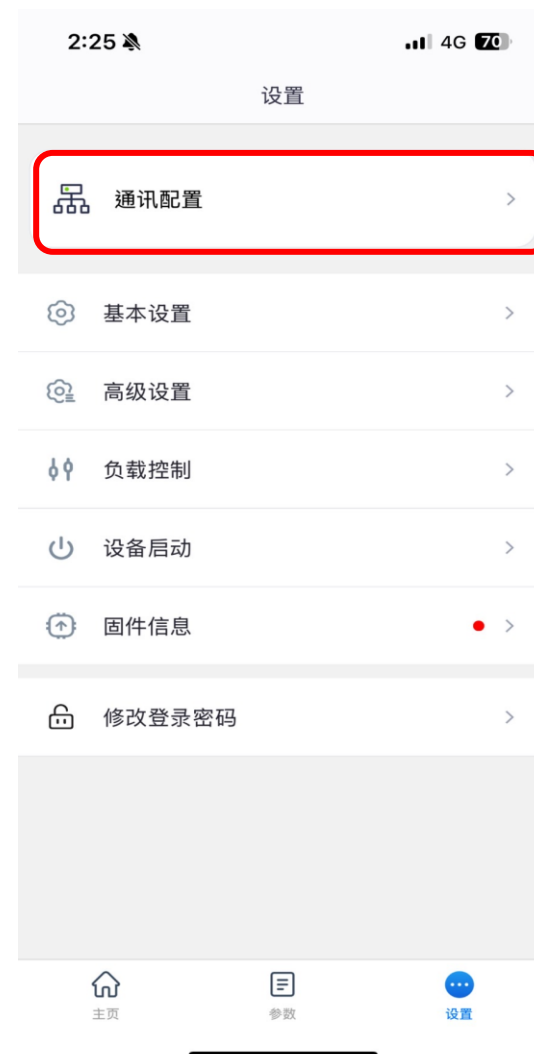 2:25 4G 70
设置
通讯配置
基本设置
高级设置
负载控制
设备启动
固件信息
修改登录密码
主页 参数 设置